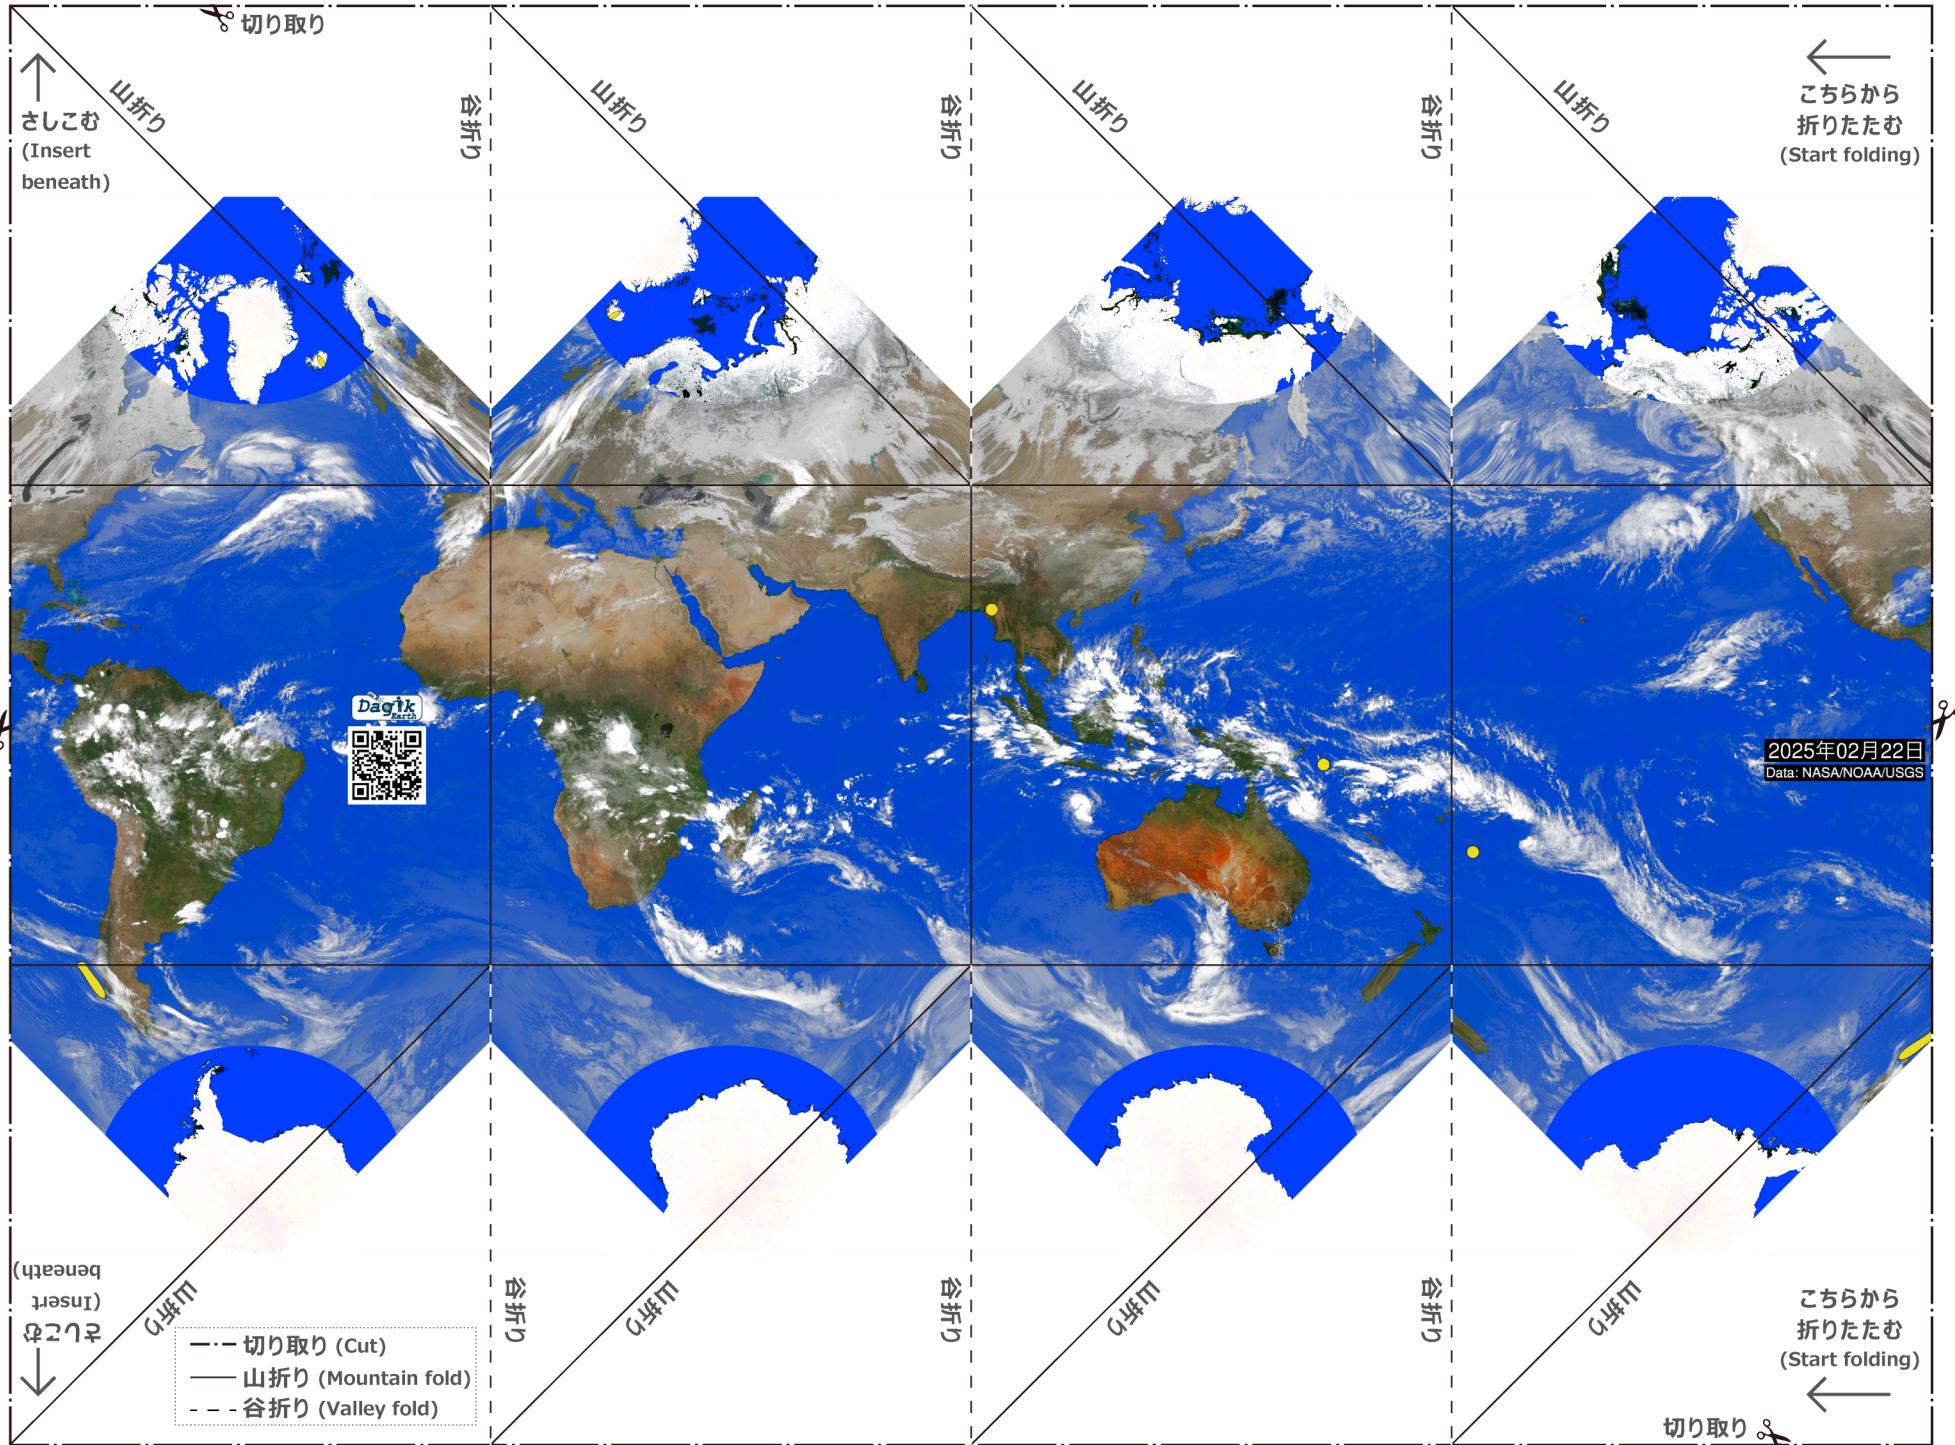 切り取り
さしこむ
(Insert
beneath)
山折り
谷折り
山折り
谷折り
山折り
谷折り
山折り
こちらから
折りたたむ
(Start folding)
Dagik
Earth
2025年02月22日
Data: NASA/NOAA/USGS
さしこむ
(Insert
beneath)
山折り
谷折り
山折り
谷折り
山折り
谷折り
山折り
こちらから
折りたたむ
(Start folding)
切り取り (Cut)
山折り (Mountain fold)
谷折り (Valley fold)
切り取り